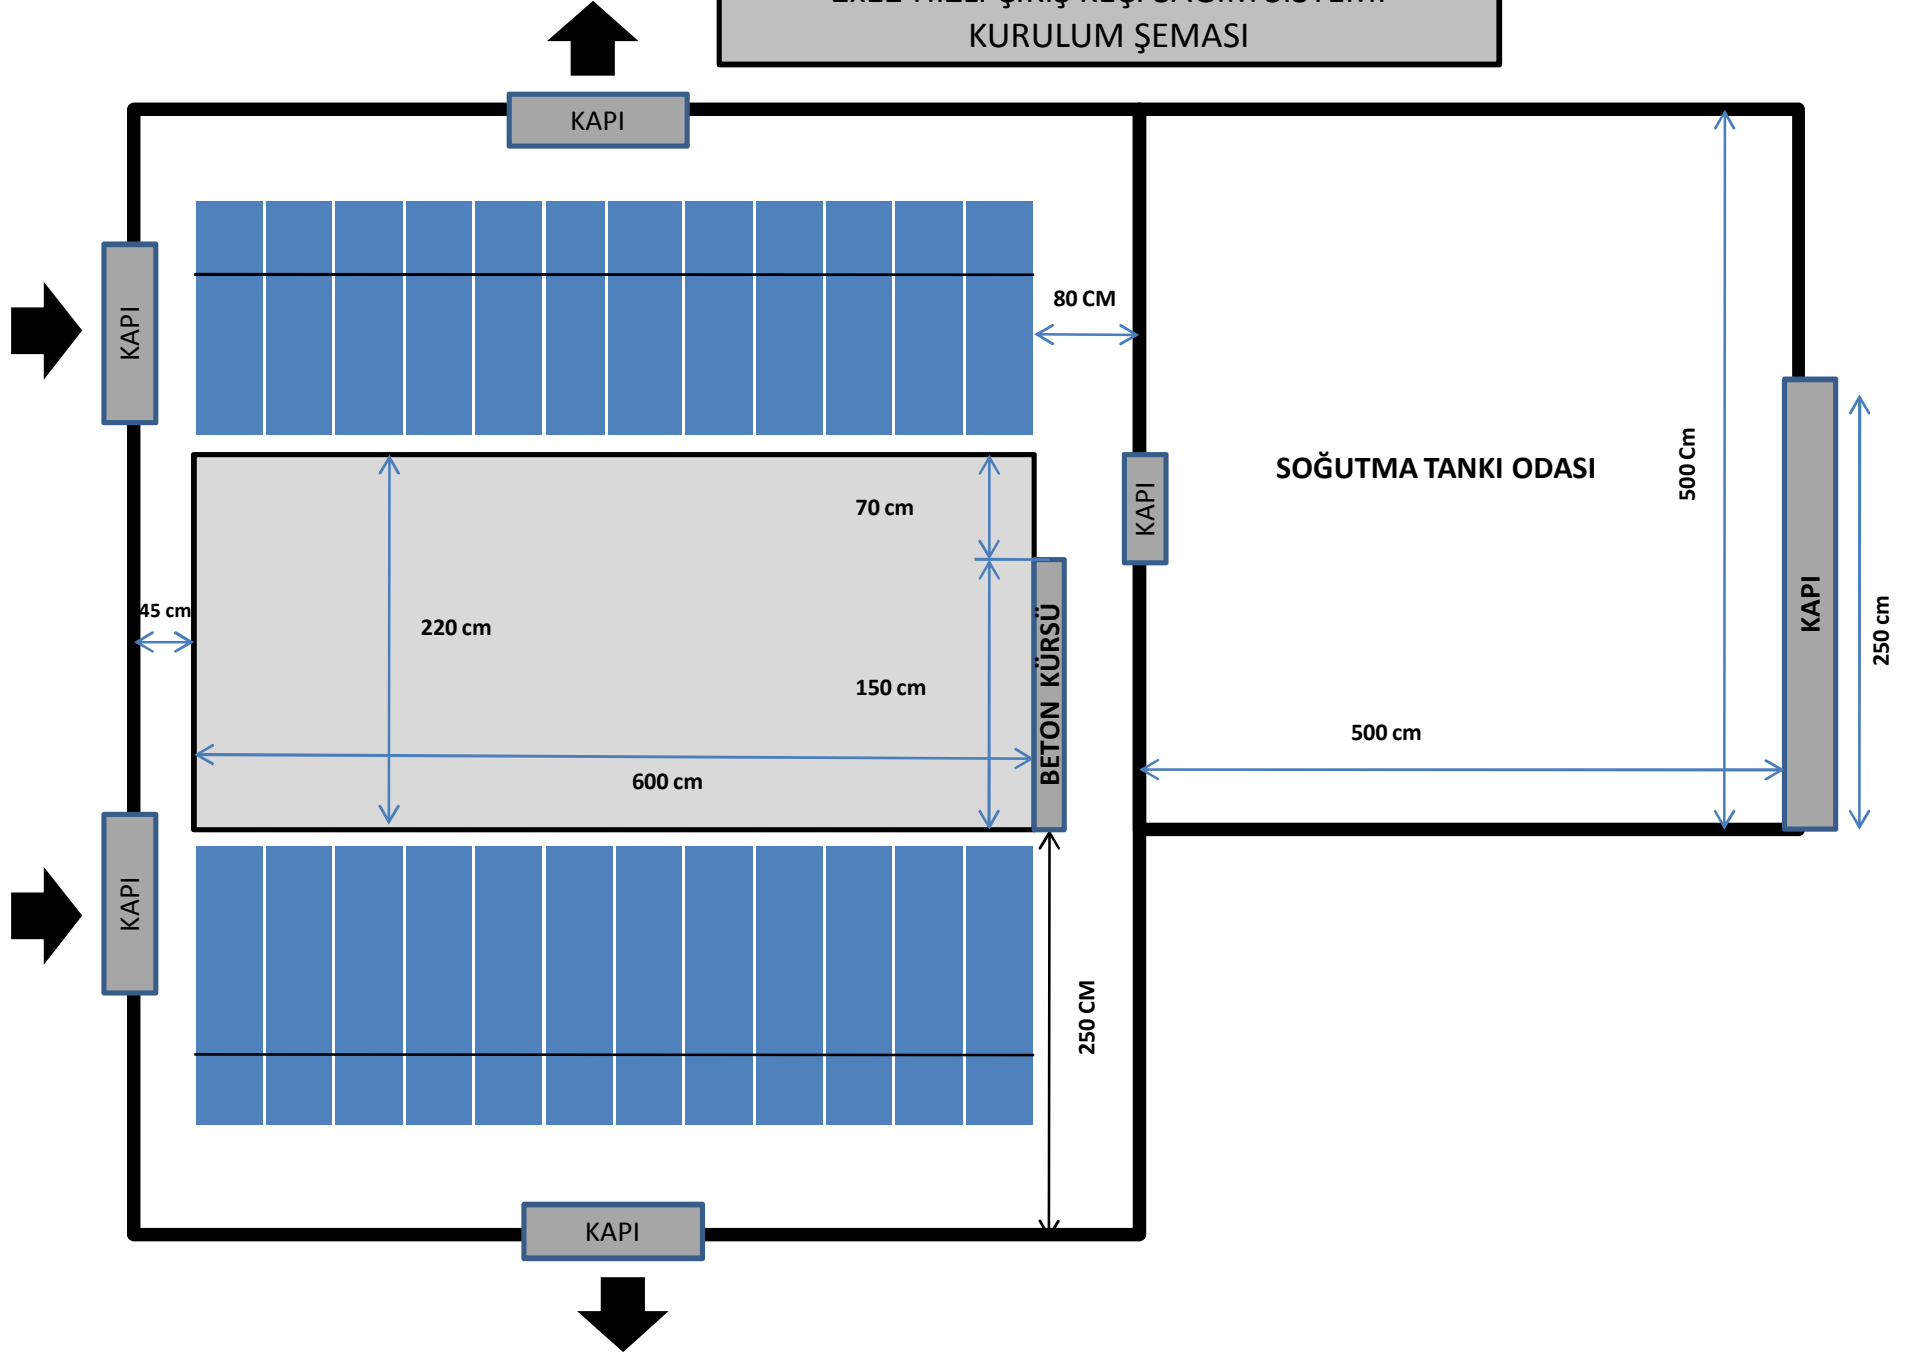 KURULUM ŞEMASI
KAPI
KAPI
80 CM
SOĞUTMA TANKI ODASI
500 Cm
70 cm
KAPI
45 cm
220 cm
150 cm
BETON KÜRSÜ
KAPI
250 cm
500 cm
600 cm
KAPI
250 CM
KAPI